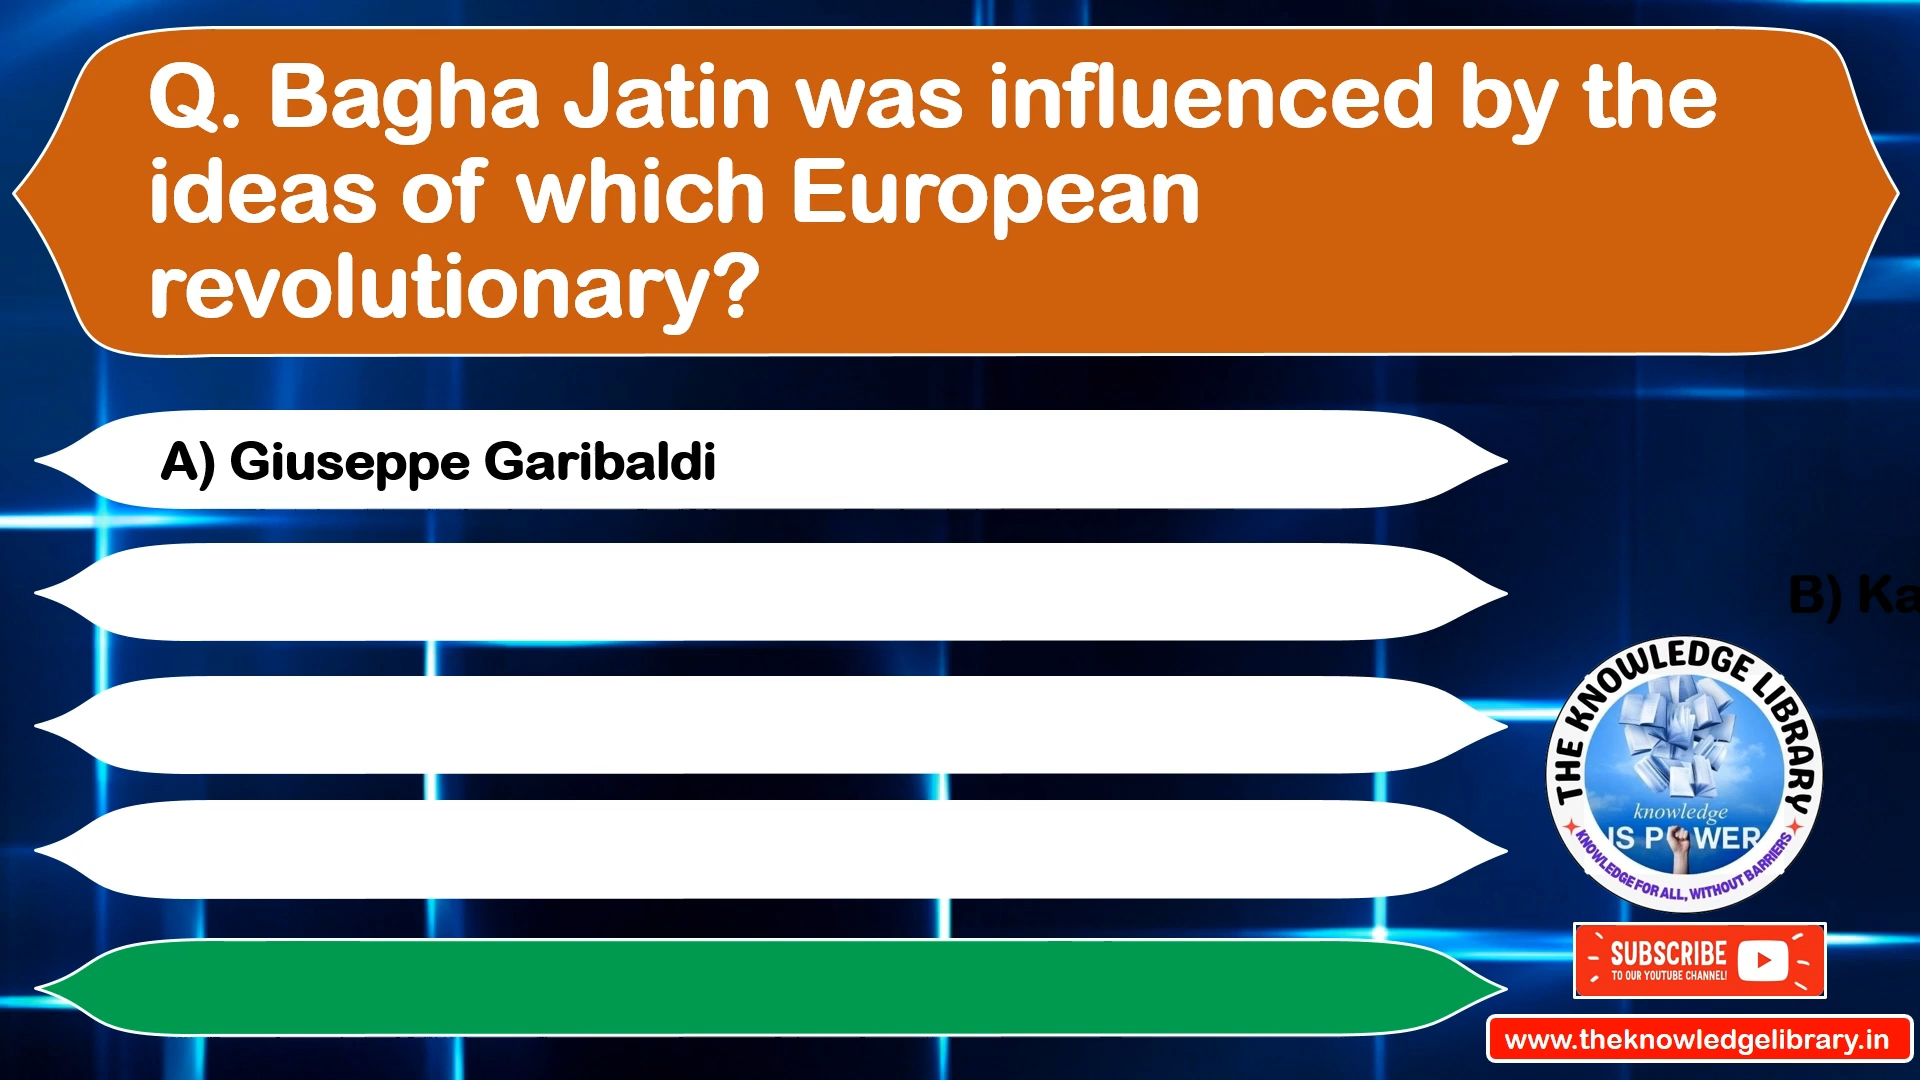 Q. Bagha Jatin was influenced by the
ideas of which European
revolutionary?
A) Giuseppe Garibaldi
B) Ka
THE KNOWLEDGE LIBRARY
knowledge
IS POWER
KNOWLEDGE FOR ALL, WITHOUT BARRIERS
SUBSCRIBE
TO OUR YOUTUBE CHANNEL!
www.theknowledgelibrary.in